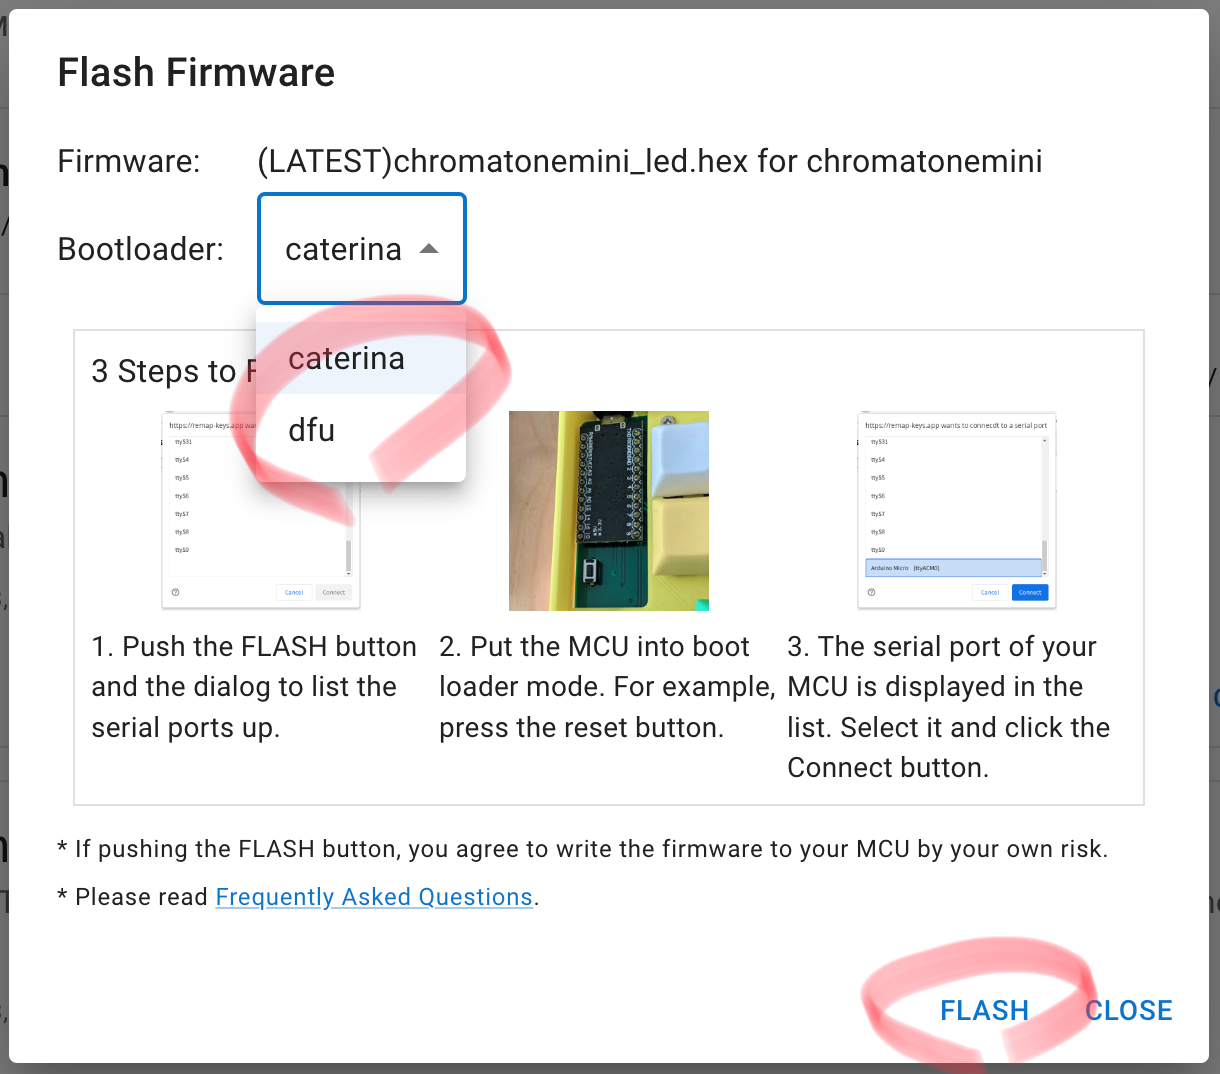 Flash Firmware
Firmware: (LATEST)chromatonemini_led.hex for chromatonemini
Bootloader: caterina
caterina
dfu
3 Steps to
https://remap-keys.app wa
ttyS31
ttyS4
ttyS5
ttyS6
ttyS7
ttyS8
ttyS9
Cancel Connect
https://remap-keys.app wants to connecdt to a serial port
ttyS31
ttyS4
ttyS5
ttyS6
ttyS7
ttyS8
ttyS9
Arduino Micro (ttyACM0)
Cancel Connect
1. Push the FLASH button
and the dialog to list the
serial ports up.
2. Put the MCU into boot
loader mode. For example,
press the reset button.
3. The serial port of your
MCU is displayed in the
list. Select it and click the
Connect button.
* If pushing the FLASH button, you agree to write the firmware to your MCU by your own risk.
* Please read Frequently Asked Questions.
FLASH CLOSE